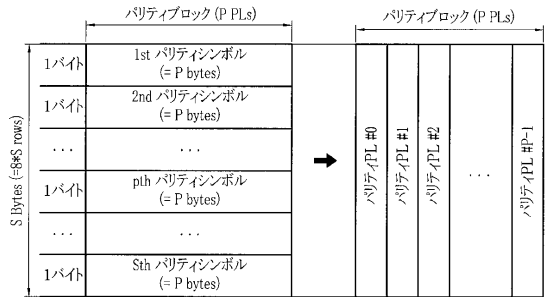 パリティブロック (P PLs)
1バイト
1st パリティシンボル
(= P bytes)
1バイト
2nd パリティシンボル
(= P bytes)
...
...
1バイト
pth パリティシンボル
(= P bytes)
...
...
1バイト
Sth パリティシンボル
(= P bytes)
S Bytes (=8*S rows)
パリティブロック (P PLs)
パリティPL #0
パリティPL #1
パリティPL #2
...
パリティPL #P-1